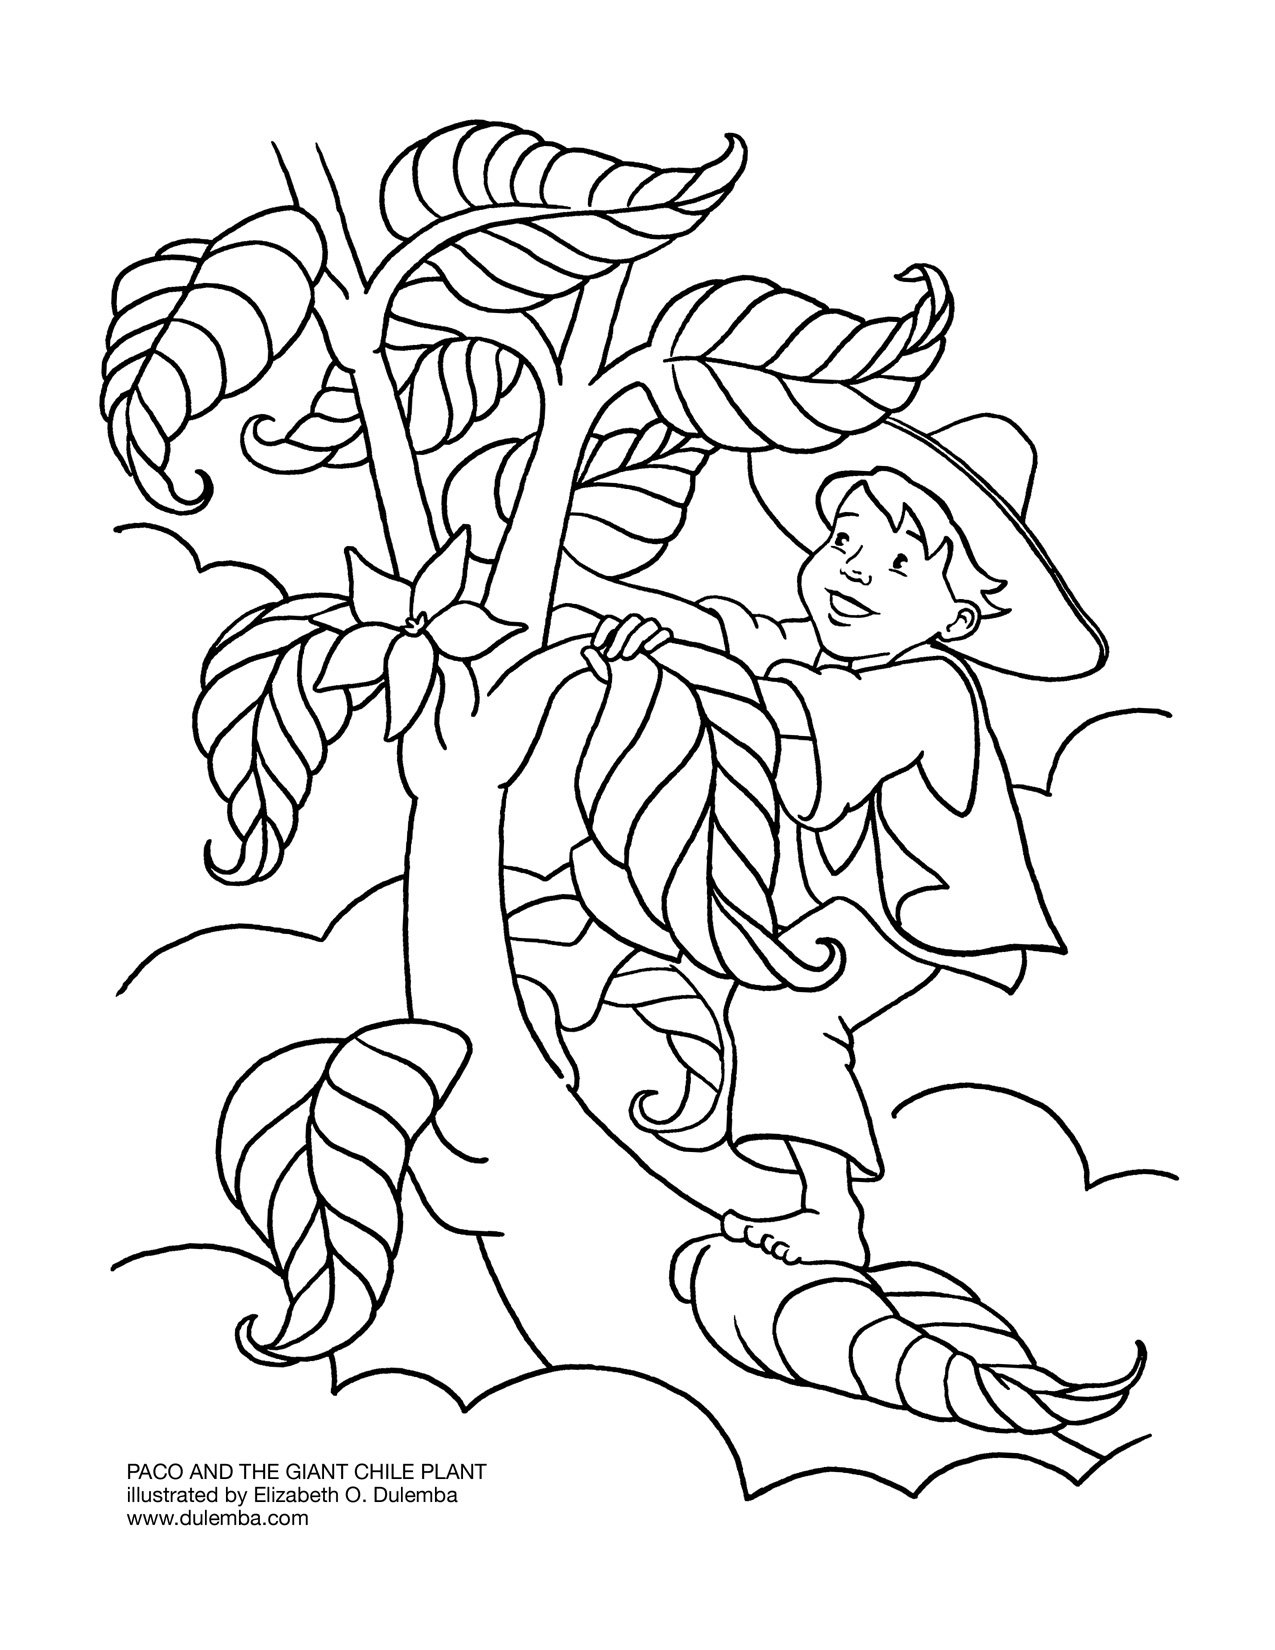 PACO AND THE GIANT CHILE PLANT
illustrated by Elizabeth O. Dulemba
www.dulemba.com